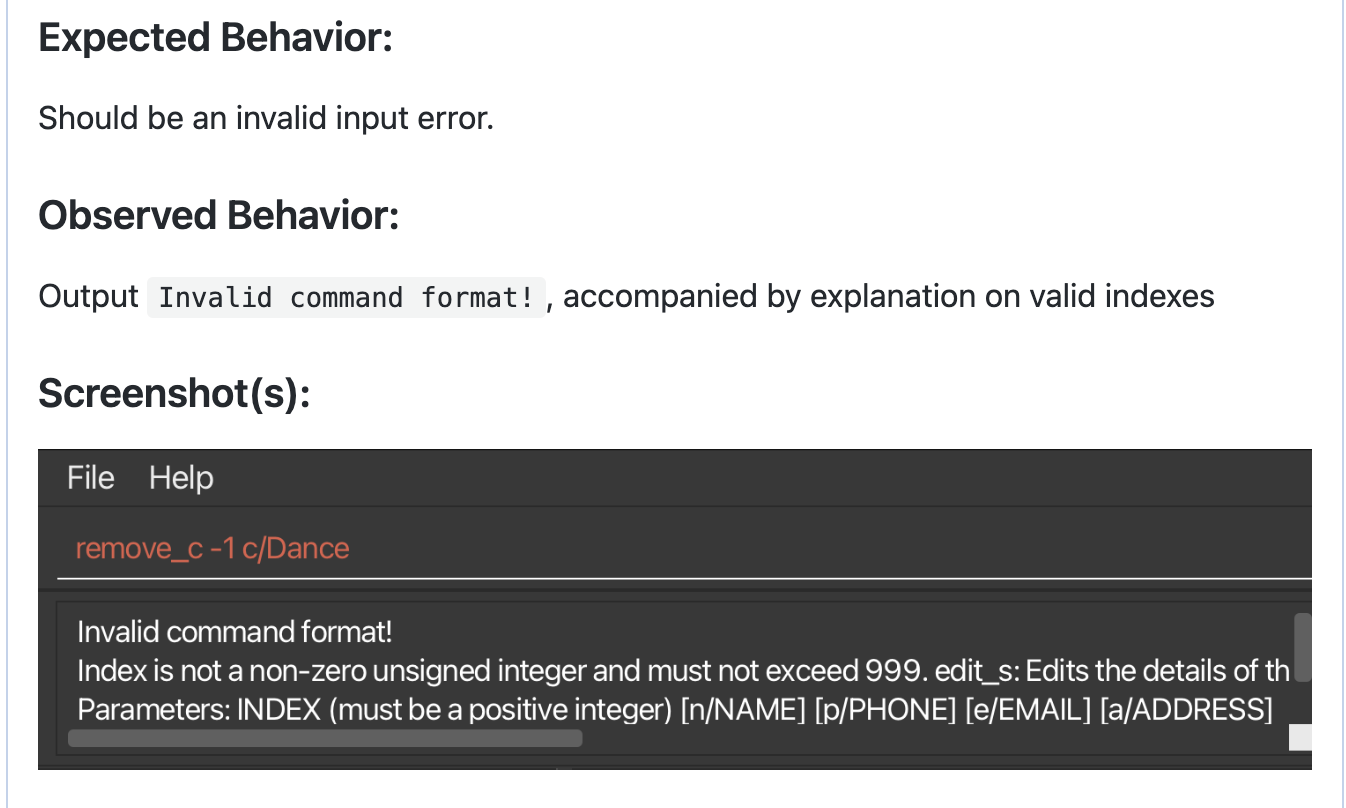 Expected Behavior:
Should be an invalid input error.
Observed Behavior:
Output Invalid command format!, accompanied by explanation on valid indexes
Screenshot(s):
File Help
remove_c -1 c/Dance
Invalid command format!
Index is not a non-zero unsigned integer and must not exceed 999. edit_s: Edits the details of th
Parameters: INDEX (must be a positive integer) [n/NAME] [p/PHONE] [e/EMAIL] [a/ADDRESS]